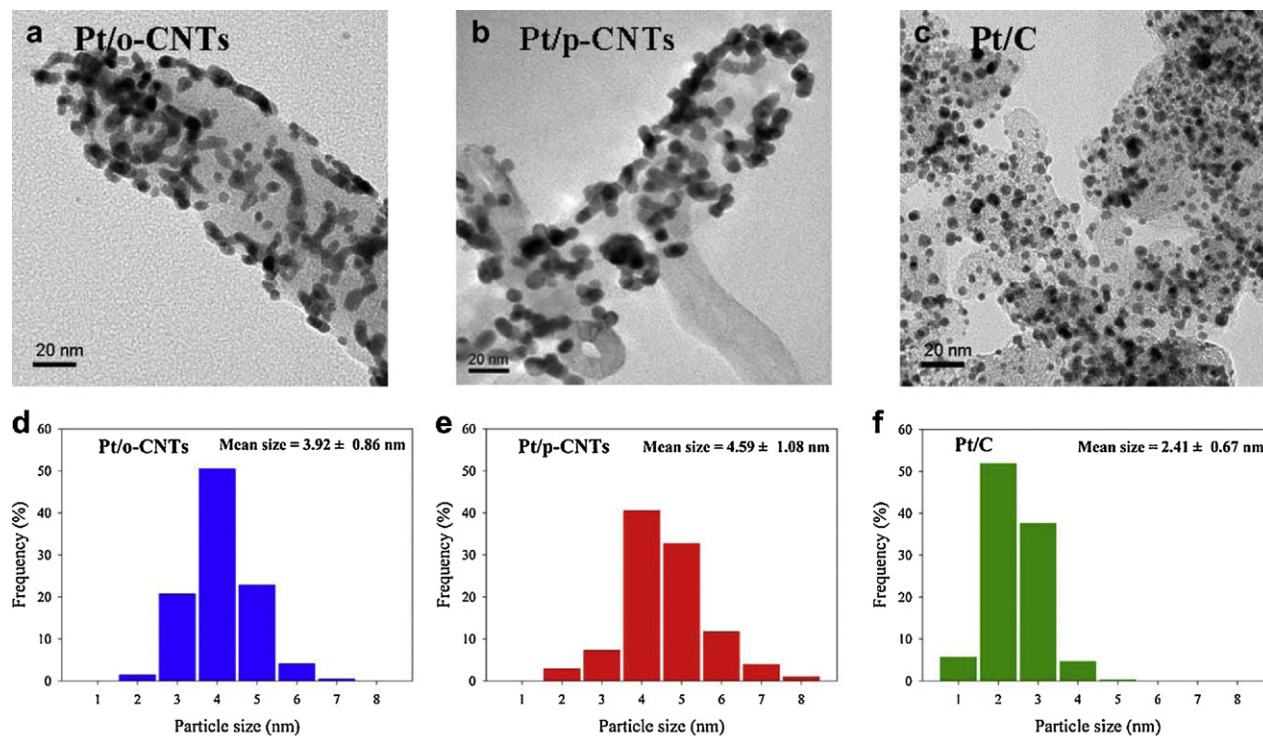 a Pt/o-CNTs
20 nm
b Pt/p-CNTs
20 nm
c Pt/C
20 nm
d
Pt/o-CNTs
Mean size = 3.92 ± 0.86 nm
Frequency (%)
60
50
40
30
20
10
0
1 2 3 4 5 6 7 8
Particle size (nm)
e
Pt/p-CNTs
Mean size = 4.59 ± 1.08 nm
Frequency (%)
60
50
40
30
20
10
0
1 2 3 4 5 6 7 8
Particle size (nm)
f
Pt/C
Mean size = 2.41 ± 0.67 nm
Frequency (%)
60
50
40
30
20
10
0
1 2 3 4 5 6 7 8
Particle size (nm)